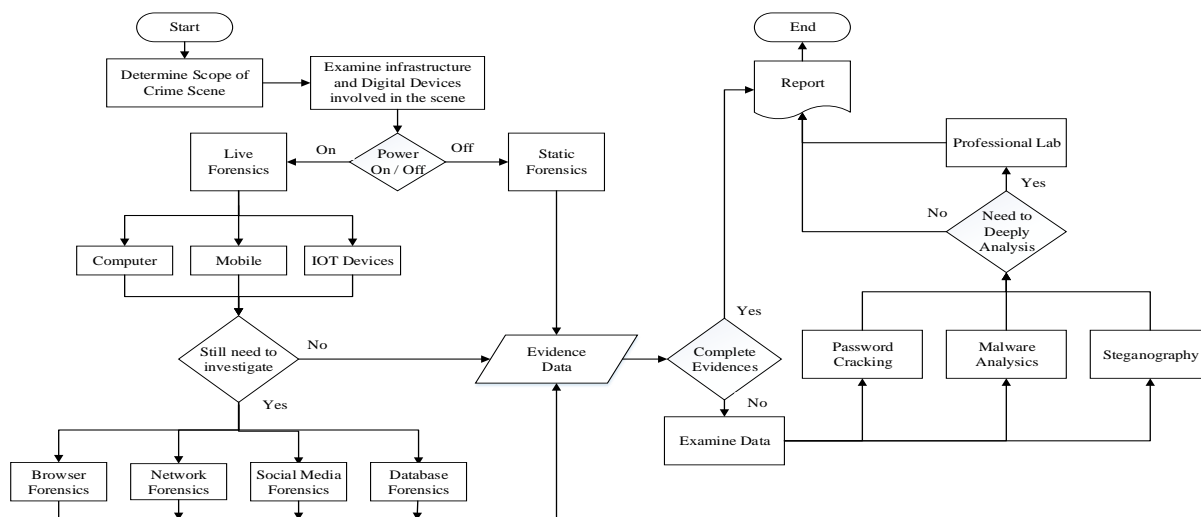 Start
Determine Scope of
Crime Scene
Examine infrastructure
and Digital Devices
involved in the scene
Power
On / Off
On
Off
Live
Forensics
Static
Forensics
Computer
Mobile
IOT Devices
Still need to
investigate
No
Yes
Browser
Forensics
Network
Forensics
Social Media
Forensics
Database
Forensics
Evidence
Data
Complete
Evidences
Yes
No
Examine Data
Password
Cracking
Malware
Analysics
Steganography
Need to
Deeply
Analysis
No
Yes
Professional Lab
Report
End